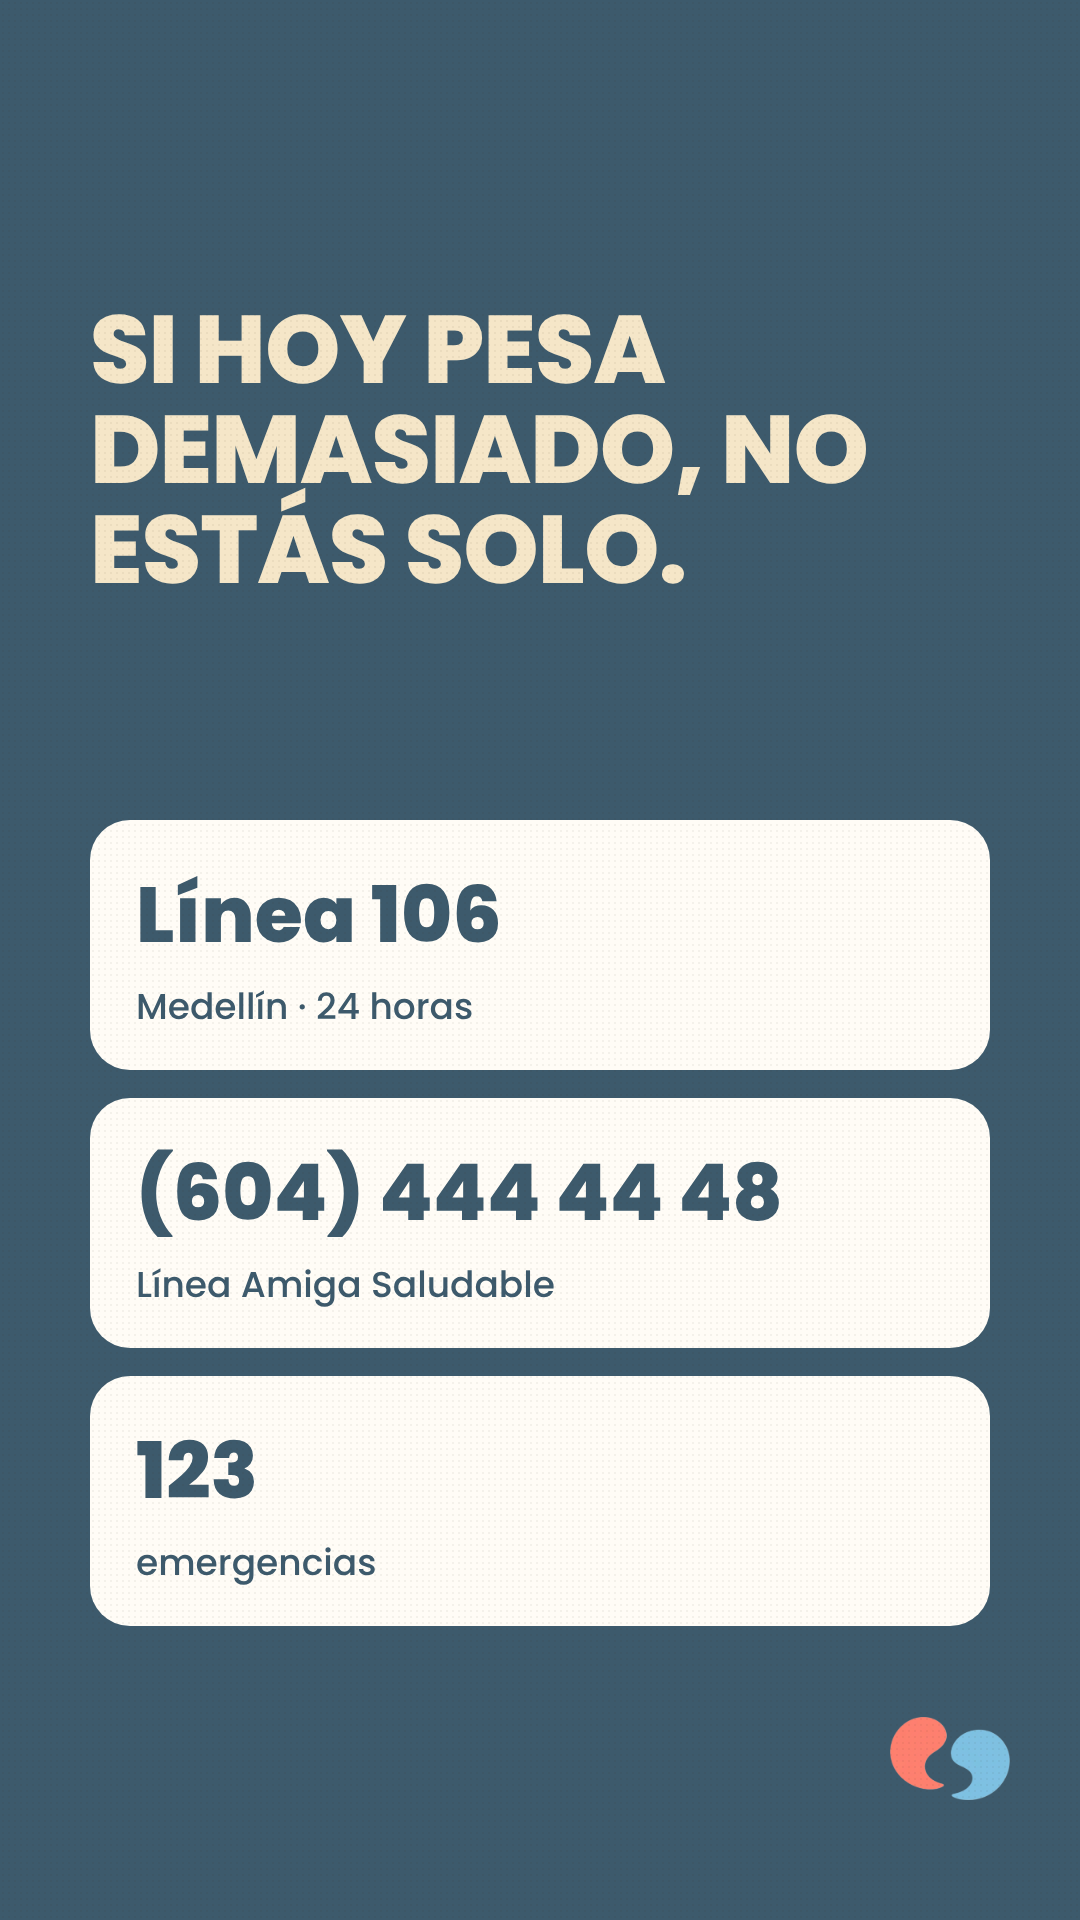 SI HOY PESA
DEMASIADO, NO
ESTÁS SOLO.
Línea 106
Medellín · 24 horas
(604) 444 44 48
Línea Amiga Saludable
123
emergencias